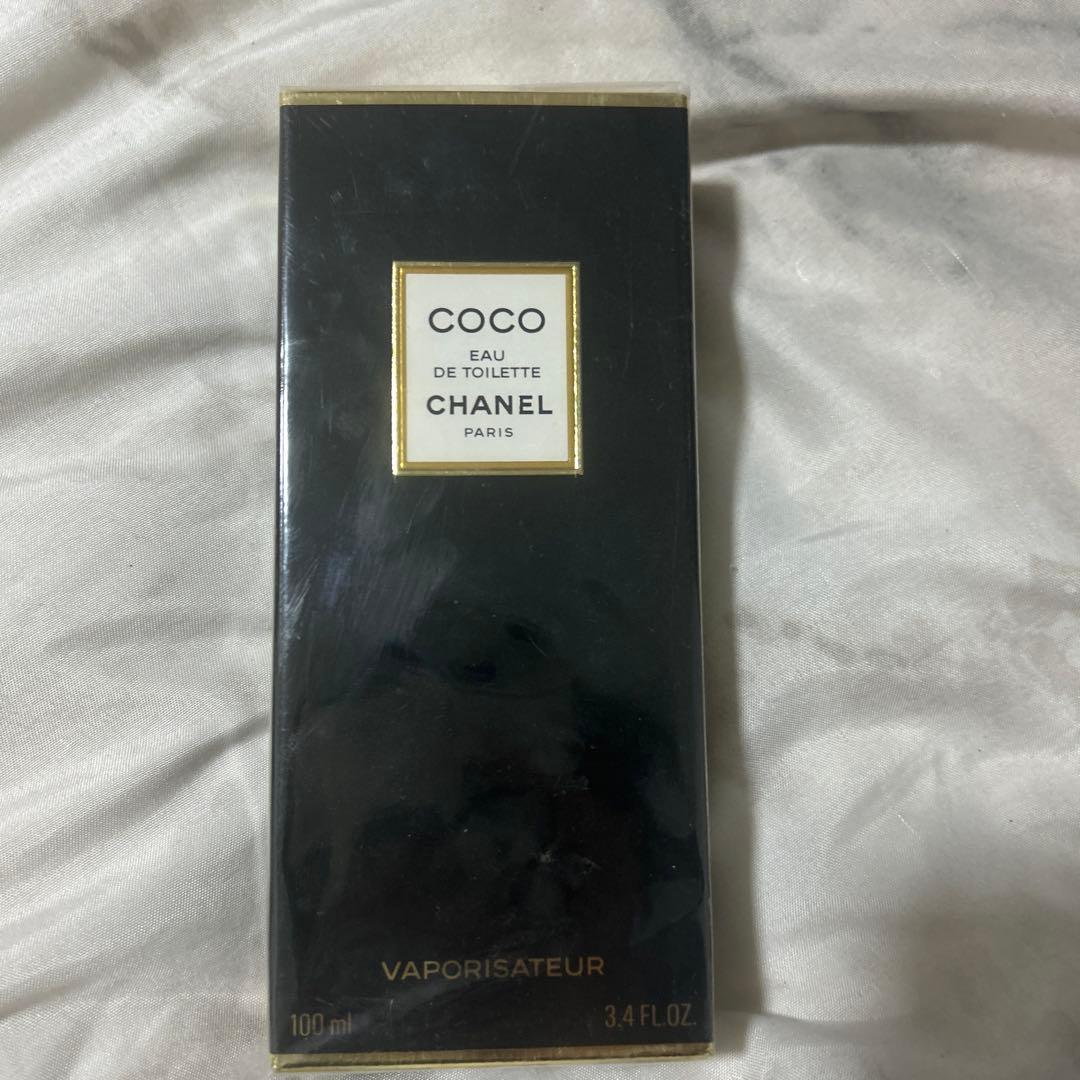 COCO
EAU
DE TOILETTE
CHANEL
PARIS
VAPORISATEUR
100 ml 3.4 FL.OZ.